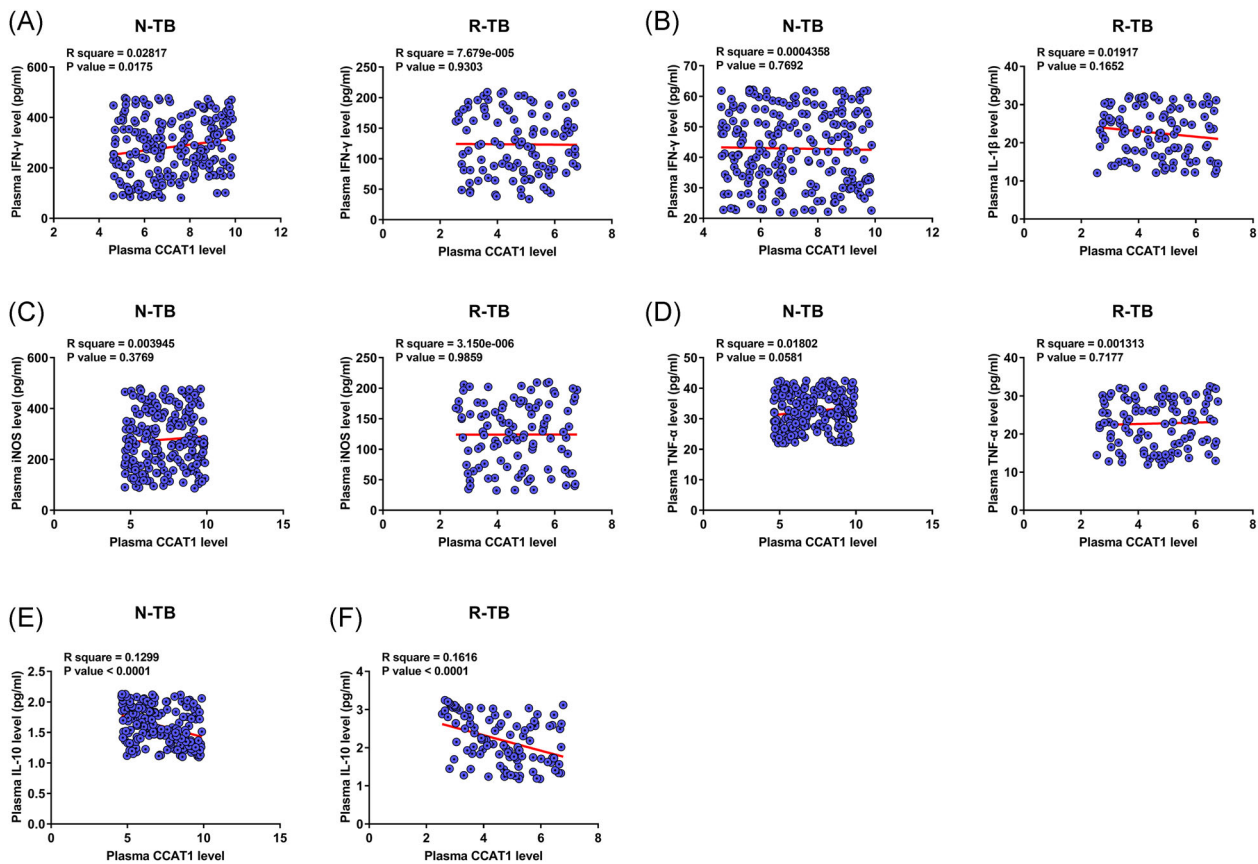 (A)
N-TB
R square = 0.02817
P value = 0.0175
Plasma IFN-γ level (pg/ml)
600
400
200
0
2 4 6 8 10 12
Plasma CCAT1 level
R-TB
R square = 7.679e-005
P value = 0.9303
Plasma IFN-γ level (pg/ml)
250
200
150
100
50
0
0 2 4 6 8
Plasma CCAT1 level
(B)
N-TB
R square = 0.0004358
P value = 0.7692
Plasma IFN-γ level (pg/ml)
70
60
50
40
30
20
4 6 8 10 12
Plasma CCAT1 level
R-TB
R square = 0.01917
P value = 0.1652
Plasma IL-1β level (pg/ml)
40
30
20
10
0
0 2 4 6 8
Plasma CCAT1 level
(C)
N-TB
R square = 0.003945
P value = 0.3769
Plasma iNOS level (pg/ml)
600
400
200
0
0 5 10 15
Plasma CCAT1 level
R-TB
R square = 3.150e-006
P value = 0.9859
Plasma iNOS level (pg/ml)
250
200
150
100
50
0
0 2 4 6 8
Plasma CCAT1 level
(D)
N-TB
R square = 0.01802
P value = 0.0581
Plasma TNF-α level (pg/ml)
50
40
30
20
10
0
0 5 10 15
Plasma CCAT1 level
R-TB
R square = 0.001313
P value = 0.7177
Plasma TNF-α level (pg/ml)
40
30
20
10
0
0 2 4 6 8
Plasma CCAT1 level
(E)
N-TB
R square = 0.1299
P value < 0.0001
Plasma IL-10 level (pg/ml)
2.5
2.0
1.5
1.0
0.5
0.0
0 5 10 15
Plasma CCAT1 level
(F)
R-TB
R square = 0.1616
P value < 0.0001
Plasma IL-10 level (pg/ml)
4
3
2
1
0
0 2 4 6 8
Plasma CCAT1 level